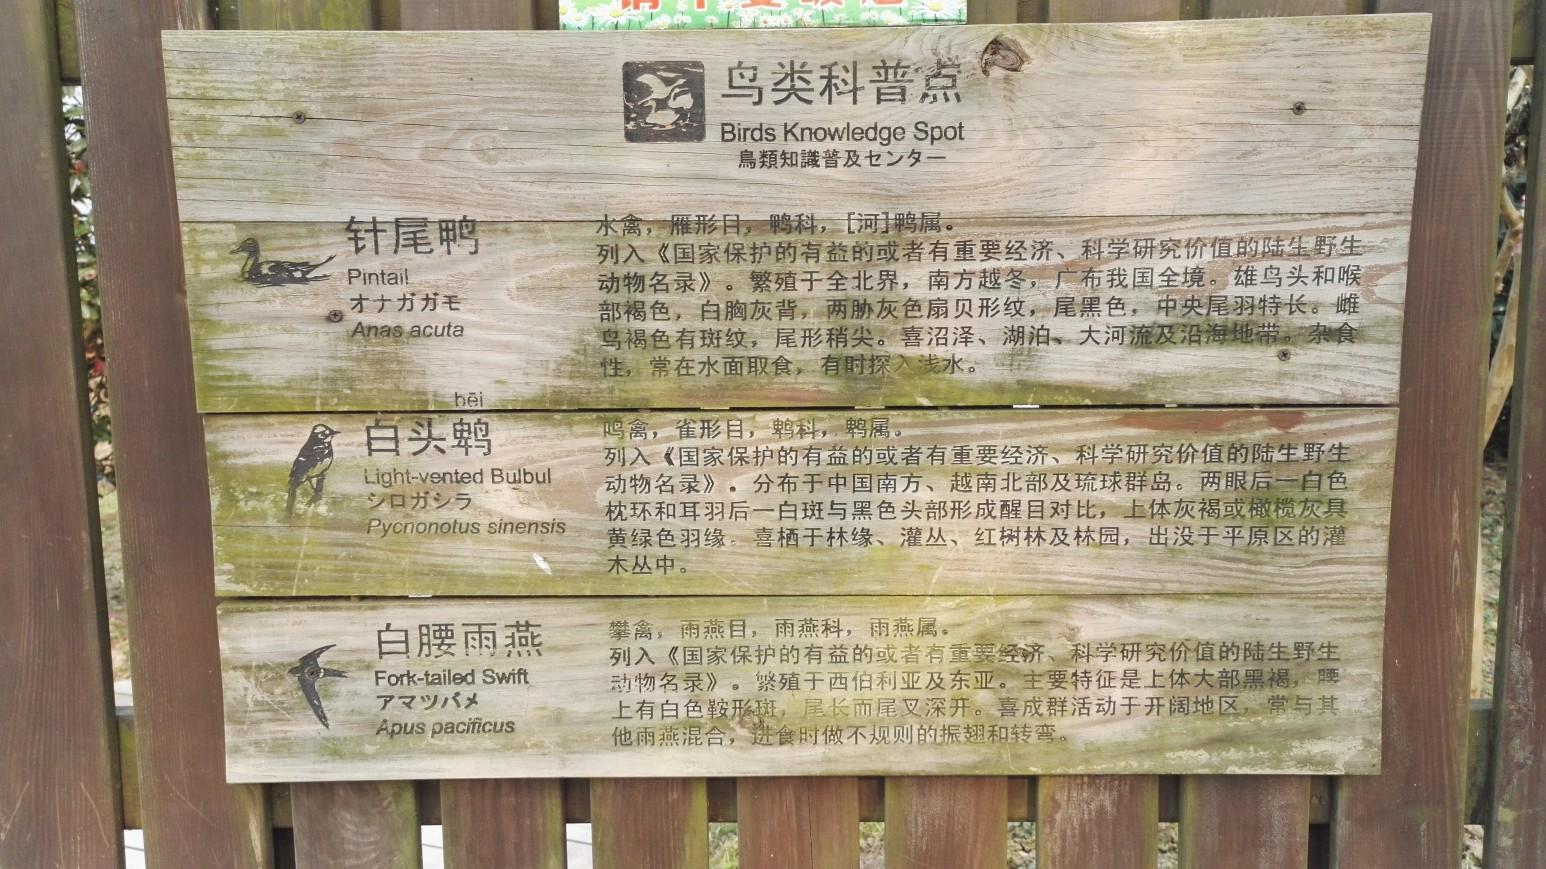 鸟类科普点
Birds Knowledge Spot
鳥類知識普及センター
针尾鸭
Pintail
オナガガモ
Anas acuta
水禽，雁形目，鸭科，[河]鸭属。
列入《国家保护的有益的或者有重要经济、科学研究价值的陆生野生
动物名录》。繁殖于全北界，南方越冬，广布我国全境。雄鸟头和喉
部褐色，白胸灰背，两胁灰色扇贝形纹，尾黑色，中央尾羽特长。雌
鸟褐色有斑纹，尾形稍尖。喜沼泽、湖泊、大河流及沿海地带。杂食
性，常在水面取食，有时探入浅水。
bēi
白头鹎
Light-vented Bulbul
シロガシラ
Pycnonotus sinensis
鸣禽，雀形目，鹎科，鹎属。
列入《国家保护的有益的或者有重要经济、科学研究价值的陆生野生
动物名录》。分布于中国南方、越南北部及琉球群岛。两眼后一白色
枕环和耳羽后一白斑与黑色头部形成醒目对比，上体灰褐或橄榄灰具
黄绿色羽缘。喜栖于林缘、灌丛、红树林及林园，出没于平原区的灌
木丛中。
白腰雨燕
Fork-tailed Swift
アマツバメ
Apus pacificus
攀禽，雨燕目，雨燕科，雨燕属。
列入《国家保护的有益的或者有重要经济、科学研究价值的陆生野生
动物名录》。繁殖于西伯利亚及东亚。主要特征是上体大部黑褐，腰
上有白色鞍形斑，尾长而尾叉深开。喜成群活动于开阔地区，常与其
他雨燕混合，进食时做不规则的振翅和转弯。